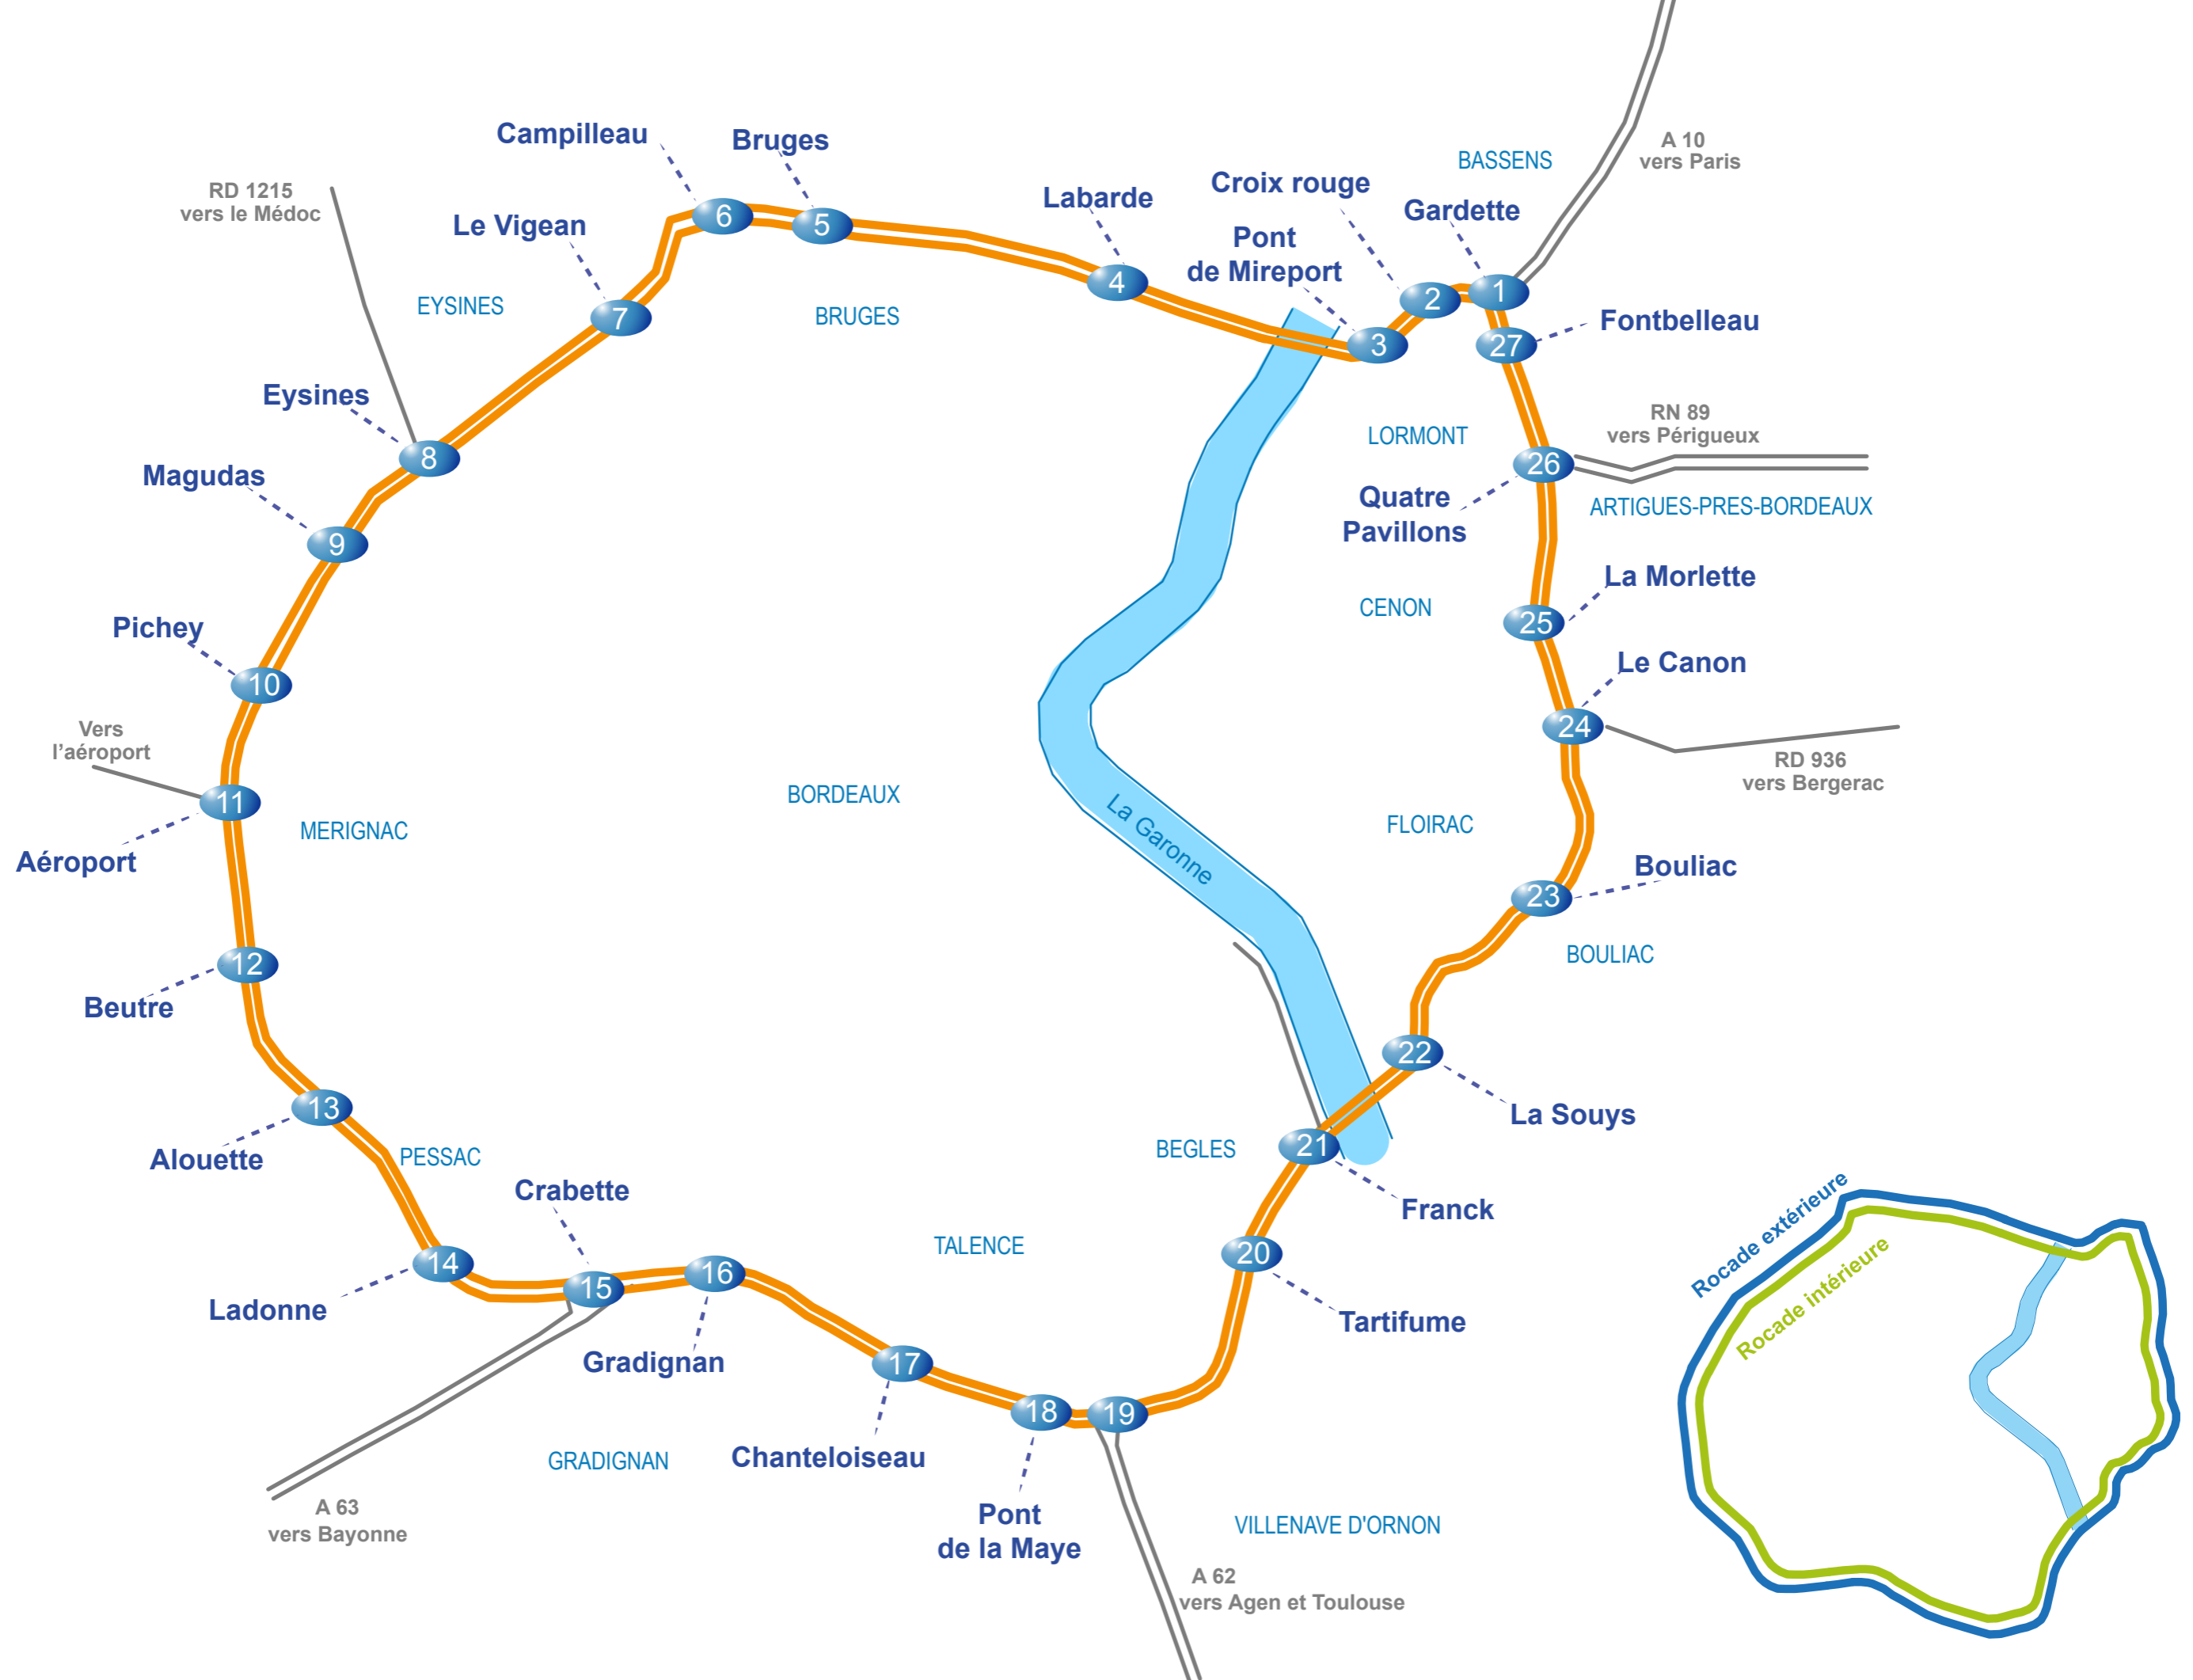 A 10
vers Paris
BASSENS
Campilleau
Bruges
Croix rouge
RD 1215
vers le Médoc
Labarde
Gardette
Le Vigean
Pont
de Mireport
6
5
4
2
1
3
27
7
Fontbelleau
EYSINES
BRUGES
Eysines
8
RN 89
vers Périgueux
LORMONT
26
Magudas
Quatre
Pavillons
ARTIGUES-PRES-BORDEAUX
9
La Morlette
CENON
25
Pichey
10
Le Canon
24
Vers
l'aéroport
RD 936
vers Bergerac
11
BORDEAUX
MERIGNAC
La Garonne
FLOIRAC
Aéroport
Bouliac
23
12
BOULIAC
Beutre
22
13
La Souys
Alouette
PESSAC
BEGLES
21
Crabette
Franck
TALENCE
14
15
16
20
Ladonne
Tartifume
Gradignan
17
18
19
GRADIGNAN
Chanteloiseau
A 63
vers Bayonne
Pont
de la Maye
VILLENAVE D'ORNON
A 62
vers Agen et Toulouse
Rocade extérieure
Rocade intérieure